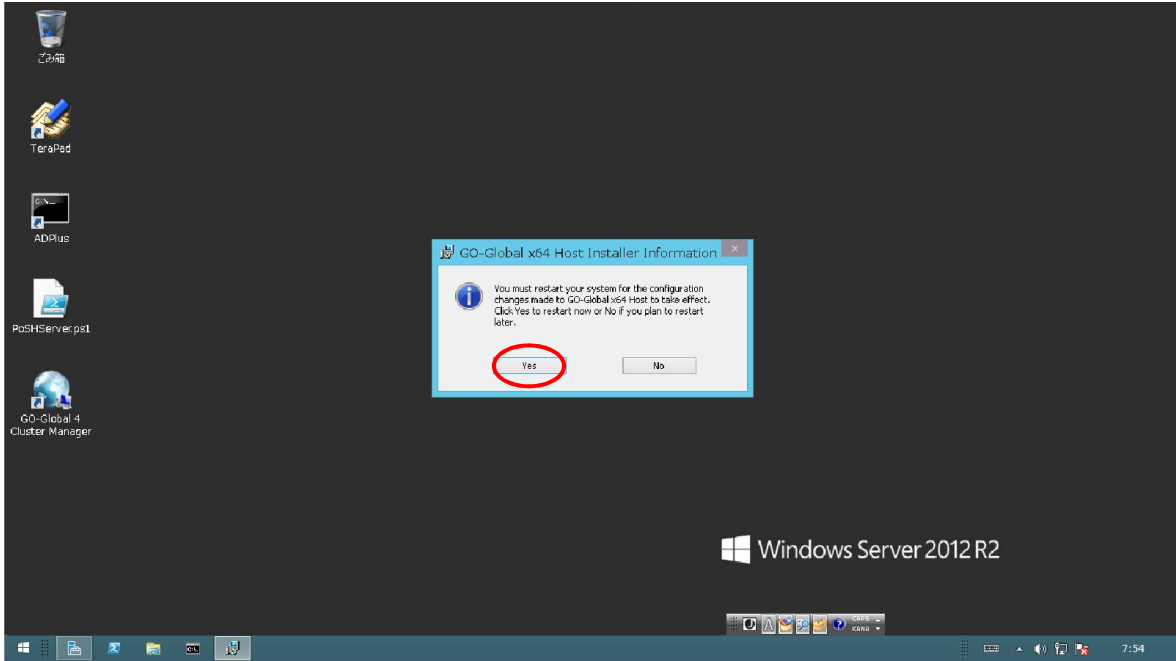 ごみ箱
TeraPad
C:\_
ADPlus
PoSHServer.ps1
GO-Global 4
Cluster Manager
GO-Global x64 Host Installer Information
You must restart your system for the configuration
changes made to GO-Global x64 Host to take effect.
Click Yes to restart now or No if you plan to restart
later.
Yes
No
Windows Server 2012 R2
A
CAPS
KANA
C:\
7:54